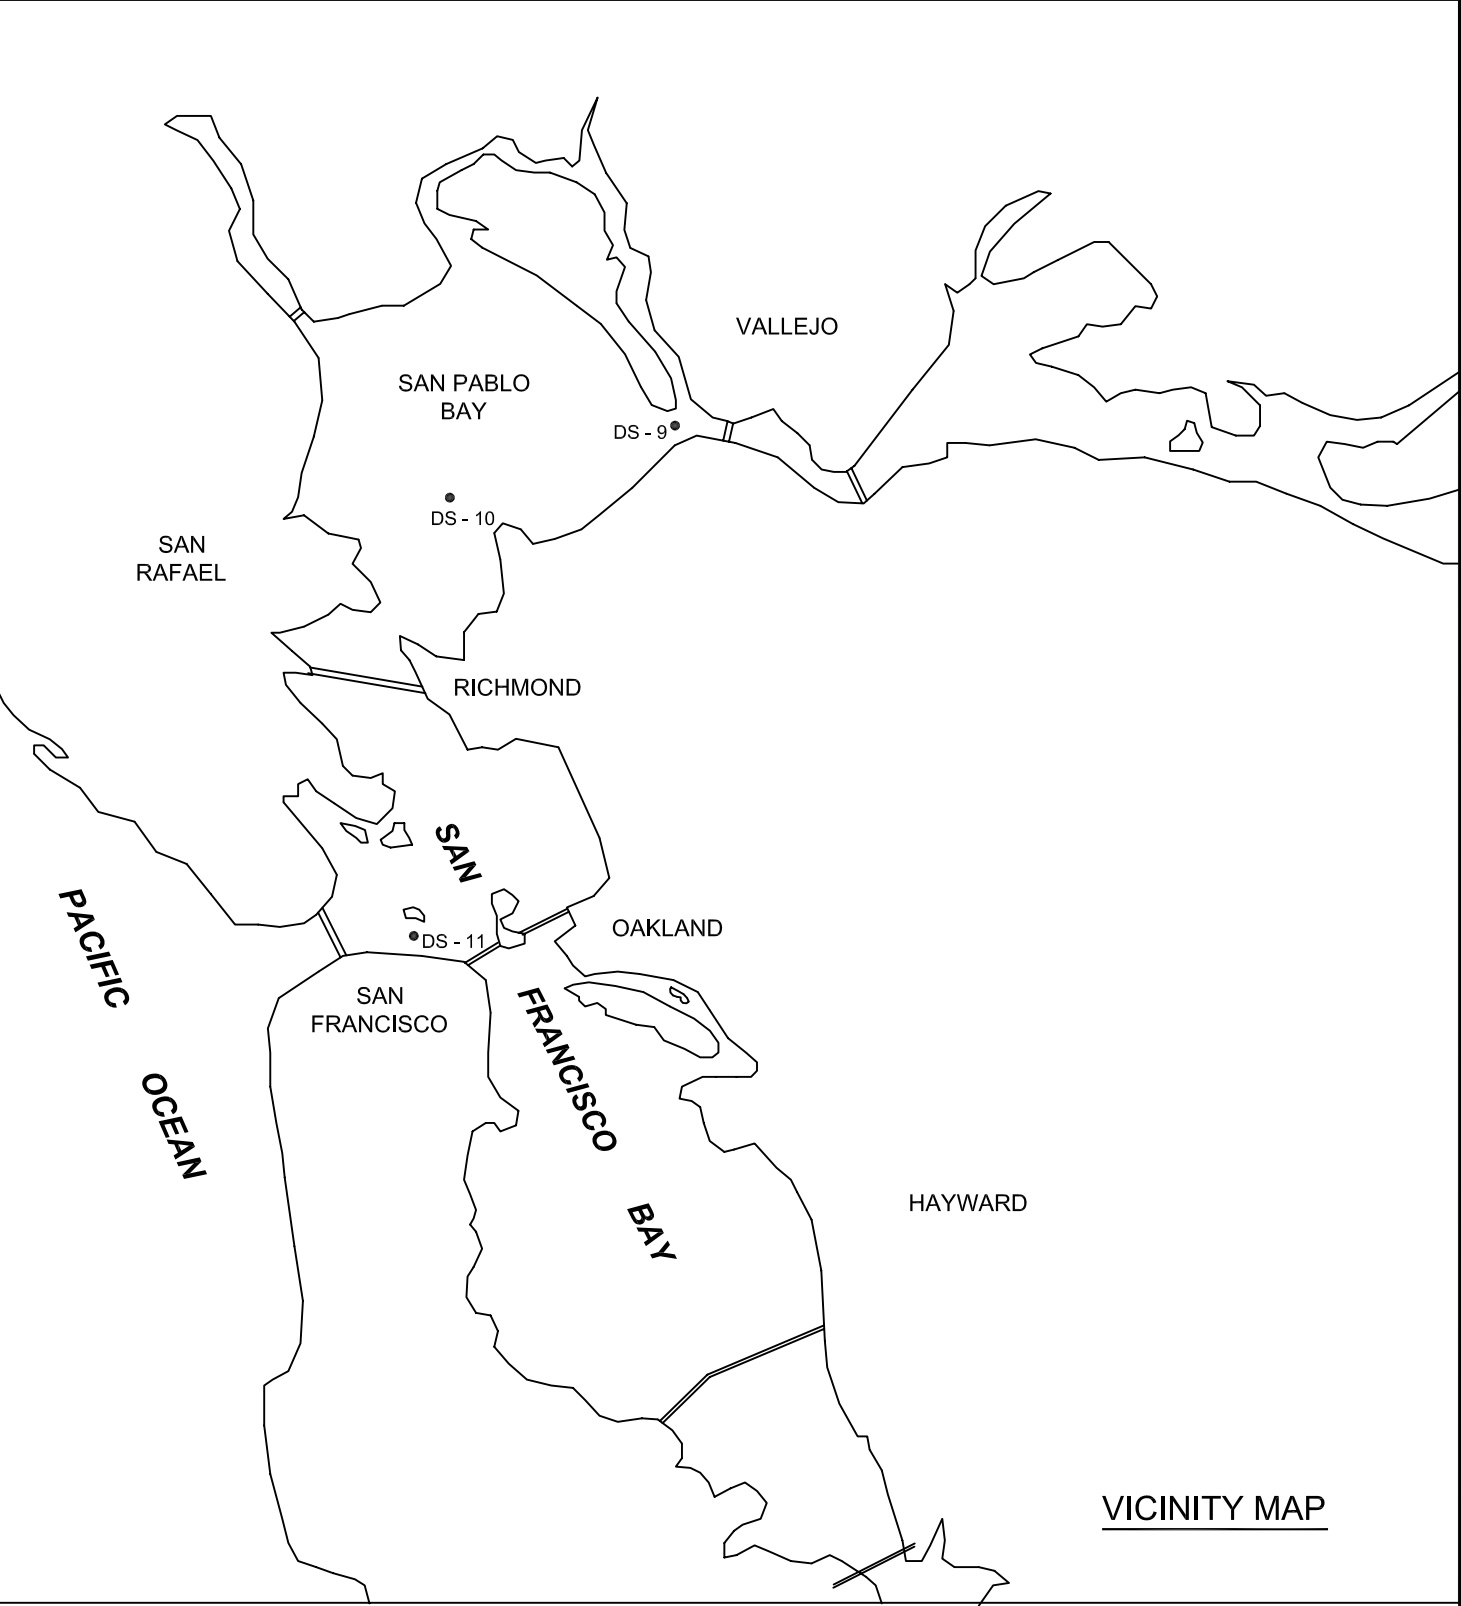 VALLEJO
SAN PABLO
BAY
DS - 9
DS - 10
SAN
RAFAEL
RICHMOND
SAN
PACIFIC
OAKLAND
DS - 11
SAN
FRANCISCO
FRANCISCO
OCEAN
HAYWARD
BAY
VICINITY MAP